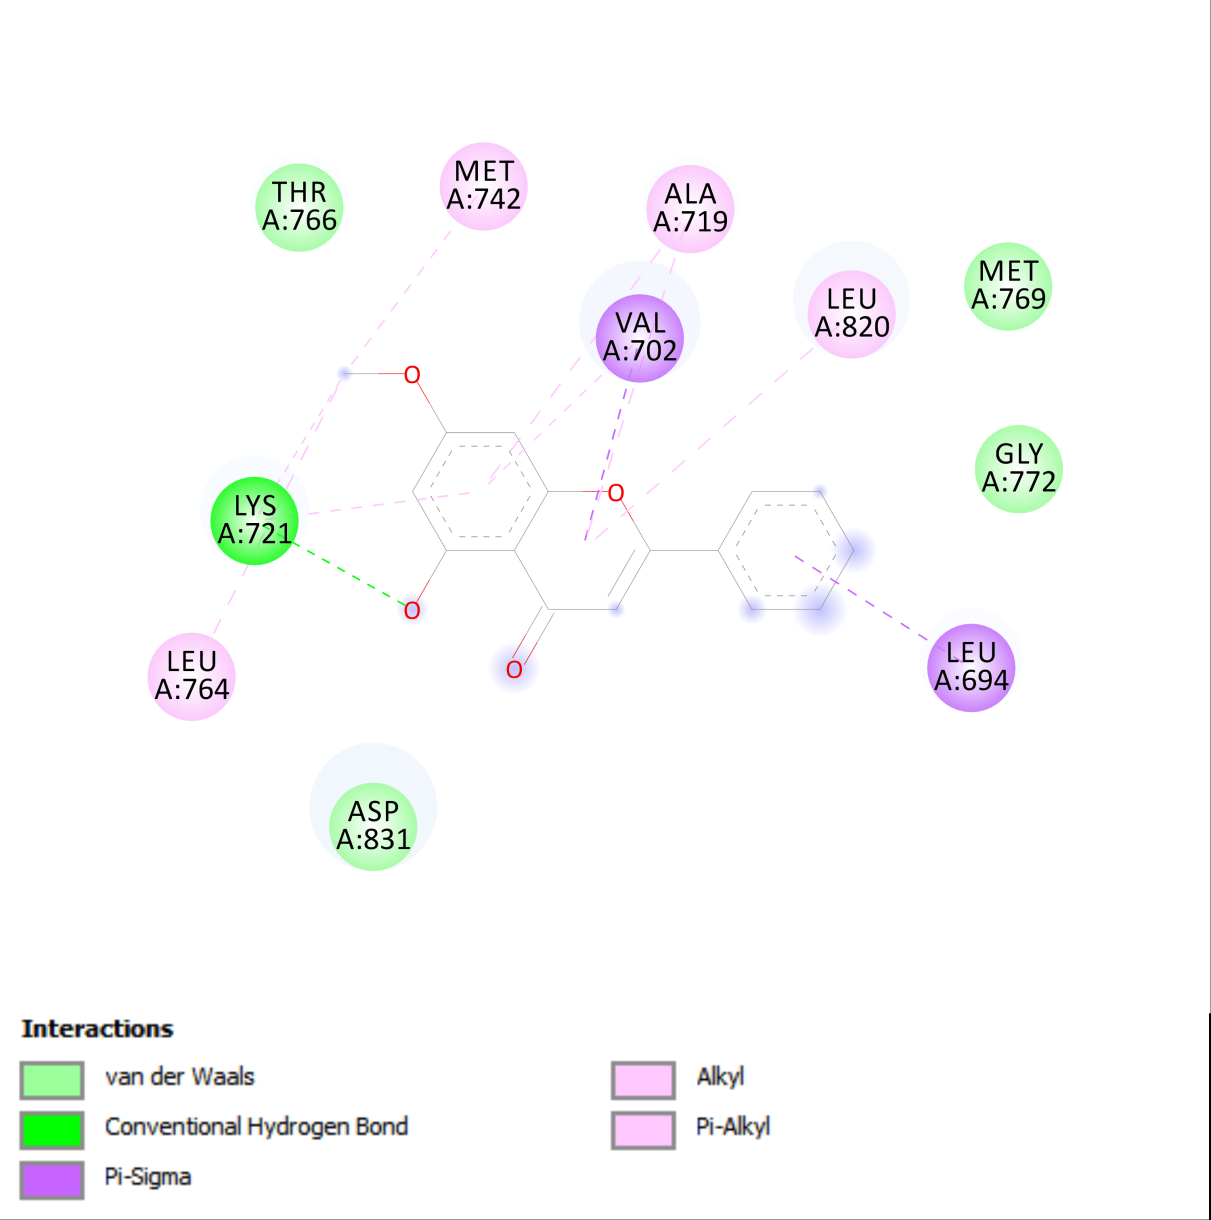 THR
A:766
MET
A:742
ALA
A:719
VAL
A:702
LEU
A:820
MET
A:769
O
GLY
A:772
O
LYS
A:721
O
O
LEU
A:764
LEU
A:694
ASP
A:831
Interactions
van der Waals
Conventional Hydrogen Bond
Pi-Sigma
Alkyl
Pi-Alkyl